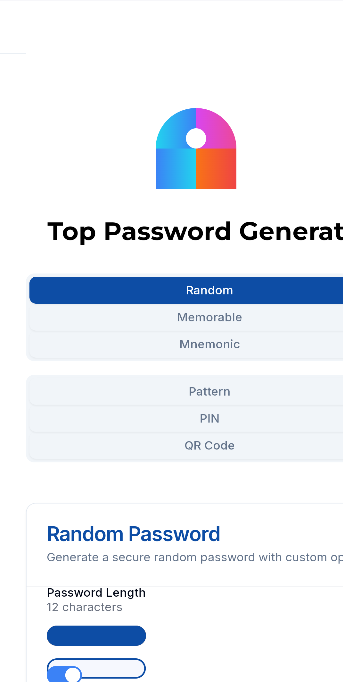 Top Password Generat
Random
Memorable
Mnemonic
Pattern
PIN
QR Code
Random Password
Generate a secure random password with custom op
Password Length
12 characters